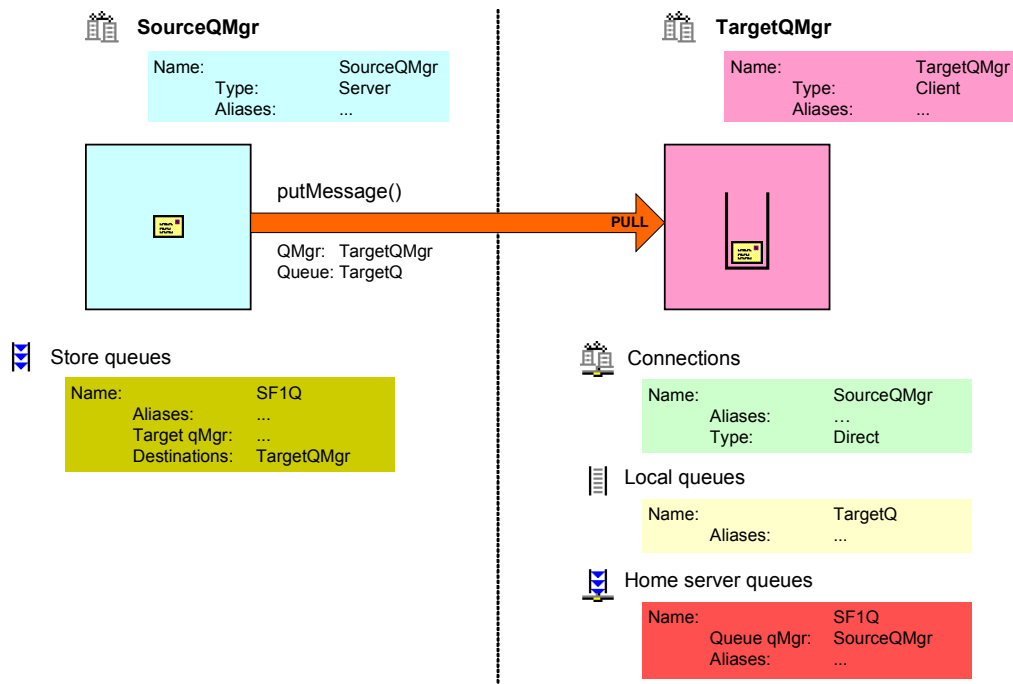 SourceQMgr
Name: SourceQMgr
Type: Server
Aliases: ...
putMessage()
QMgr: TargetQMgr
Queue: TargetQ
PULL
Store queues
Name: SF1Q
Aliases: ...
Target qMgr: ...
Destinations: TargetQMgr
TargetQMgr
Name: TargetQMgr
Type: Client
Aliases: ...
Connections
Name: SourceQMgr
Aliases: …
Type: Direct
Local queues
Name: TargetQ
Aliases: ...
Home server queues
Name: SF1Q
Queue qMgr: SourceQMgr
Aliases: ...